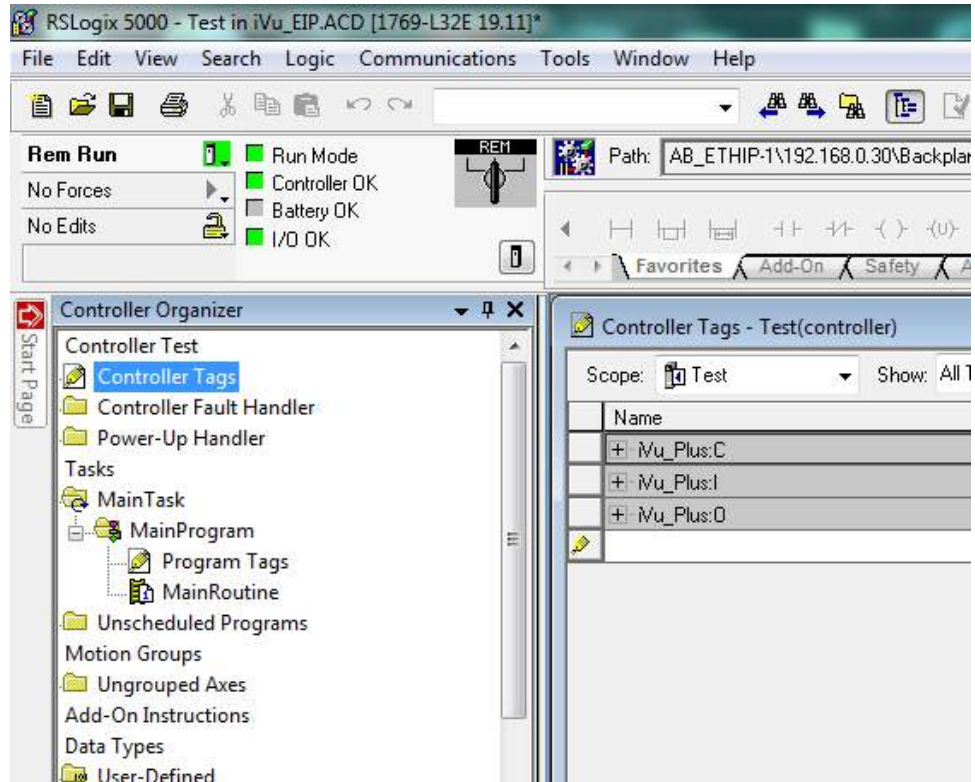 RSLogix 5000 - Test in iVu_EIP.ACD [1769-L32E 19.11]*
File Edit View Search Logic Communications Tools Window Help
Rem Run
No Forces
No Edits
Run Mode
Controller OK
Battery OK
I/O OK
REM
Path: AB_ETHIP-1\192.168.0.30\Backplan
Favorites Add-On Safety A
Start Page
Controller Organizer
Controller Test
Controller Tags
Controller Fault Handler
Power-Up Handler
Tasks
MainTask
MainProgram
Program Tags
MainRoutine
Unscheduled Programs
Motion Groups
Ungrouped Axes
Add-On Instructions
Data Types
User-Defined
Controller Tags - Test(controller)
Scope: Test Show: All T
Name
iVu_Plus:C
iVu_Plus:I
iVu_Plus:O